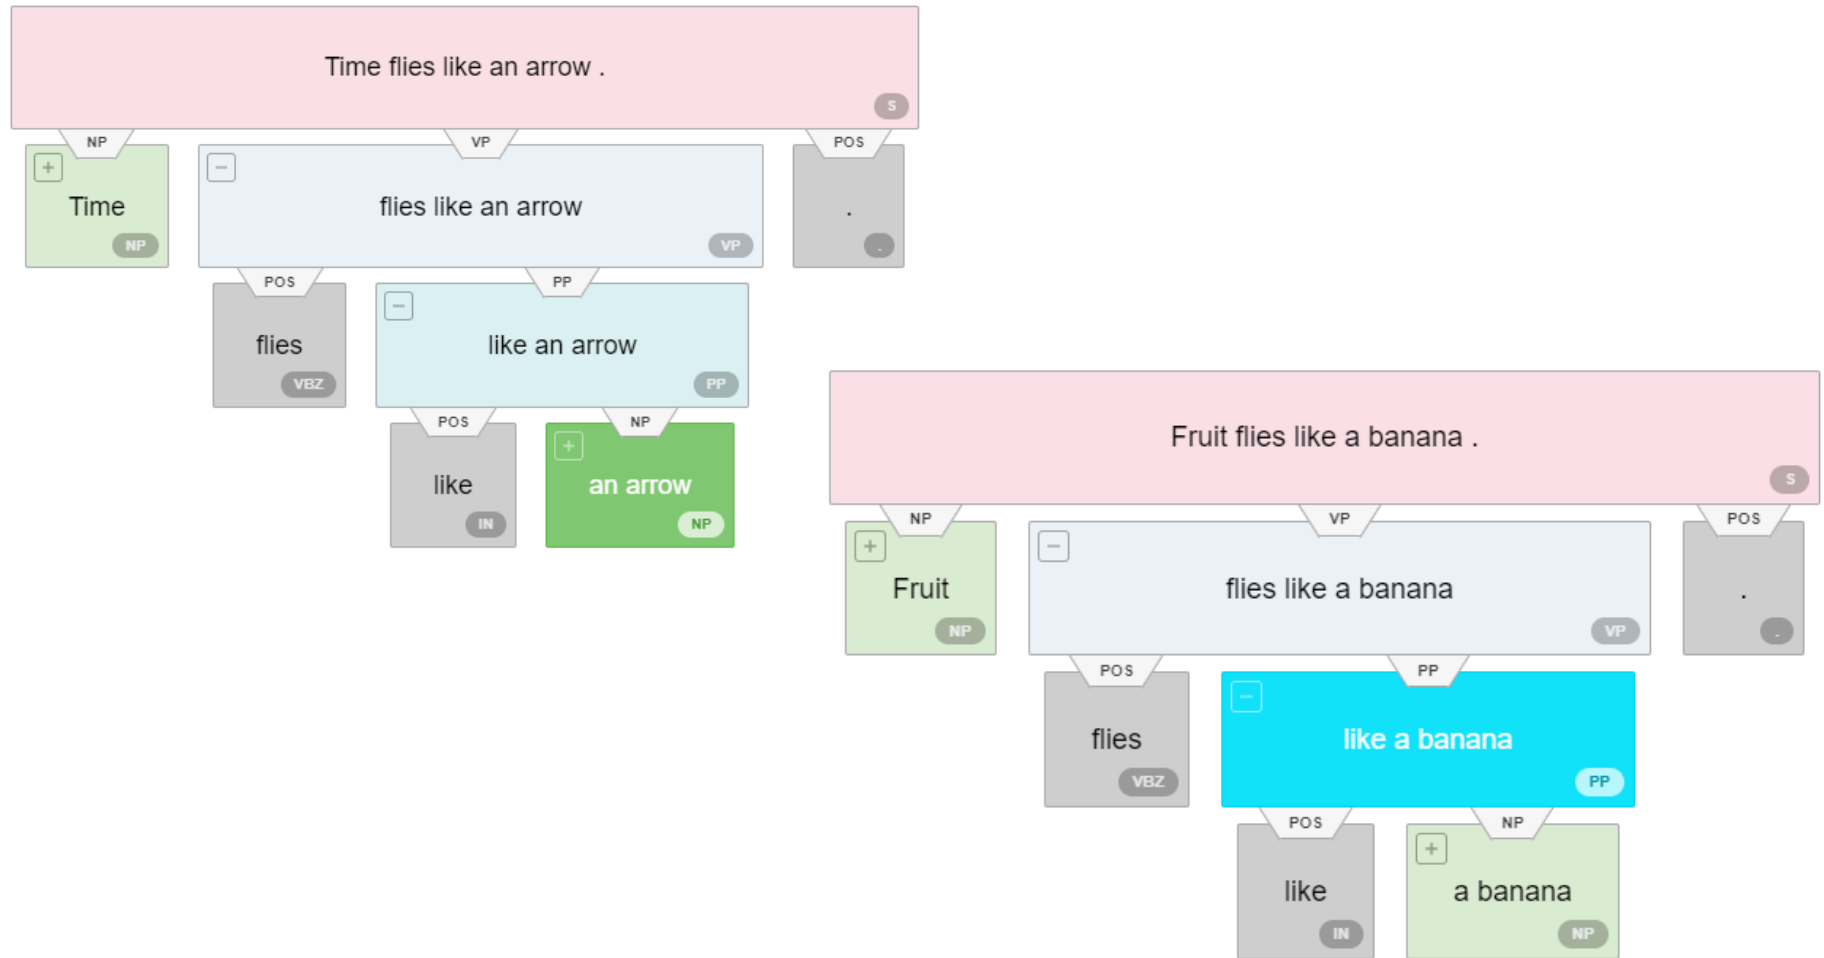 Time flies like an arrow .
S
NP VP POS
+ − 
Time flies like an arrow .
NP VP .
POS PP
−
flies like an arrow
VBZ PP
POS NP
+
like an arrow
IN NP
Fruit flies like a banana .
S
NP VP POS
+ −
Fruit flies like a banana .
NP VP .
POS PP
−
flies like a banana
VBZ PP
POS NP
+
like a banana
IN NP